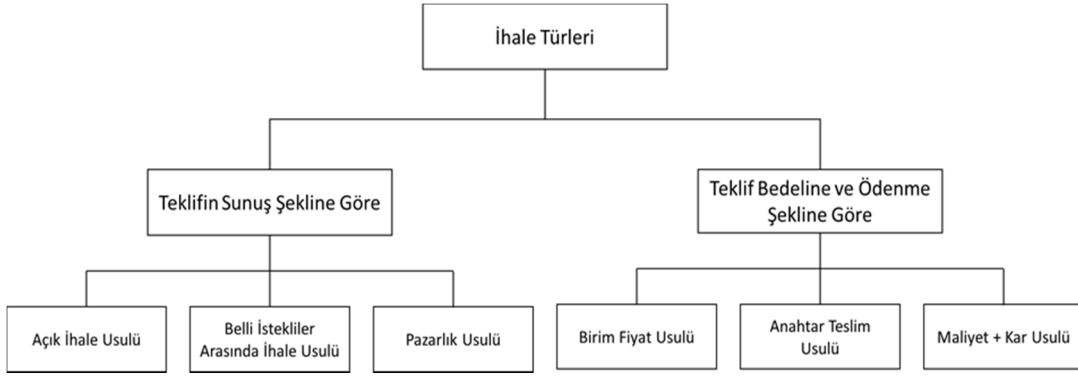 İhale Türleri
Teklifin Sunuş Şekline Göre
Teklif Bedeline ve Ödenme
Şekline Göre
Açık İhale Usulü
Belli İstekliler
Arasında İhale Usulü
Pazarlık Usulü
Birim Fiyat Usulü
Anahtar Teslim
Usulü
Maliyet + Kar Usulü